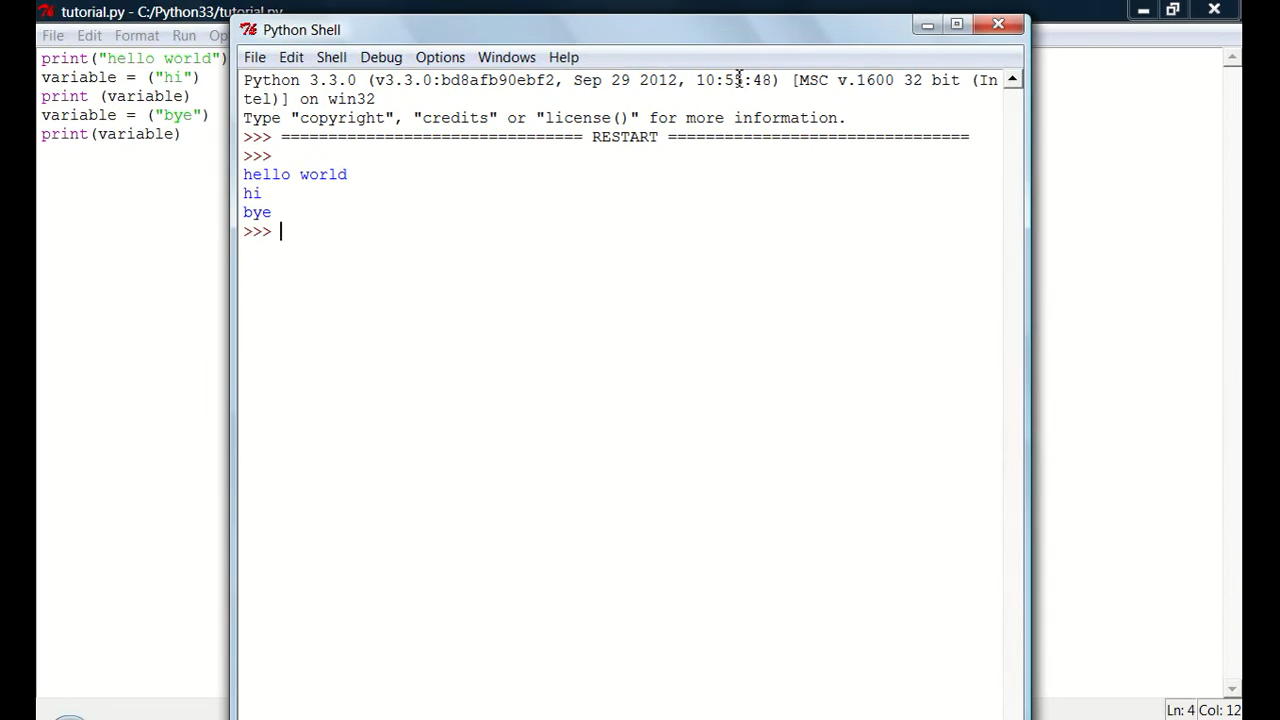 tutorial.py - C:/Python33/tutorial.py
File Edit Format Run
print("hello world")
variable = ("hi")
print (variable)
variable = ("bye")
print(variable)
Python Shell
File Edit Shell Debug Options Windows Help
Python 3.3.0 (v3.3.0:bd8afb90ebf2, Sep 29 2012, 10:55:48) [MSC v.1600 32 bit (In
tel)] on win32
Type "copyright", "credits" or "license()" for more information.
>>> ================================ RESTART ================================
>>>
hello world
hi
bye
>>>
Ln: 4 Col: 12